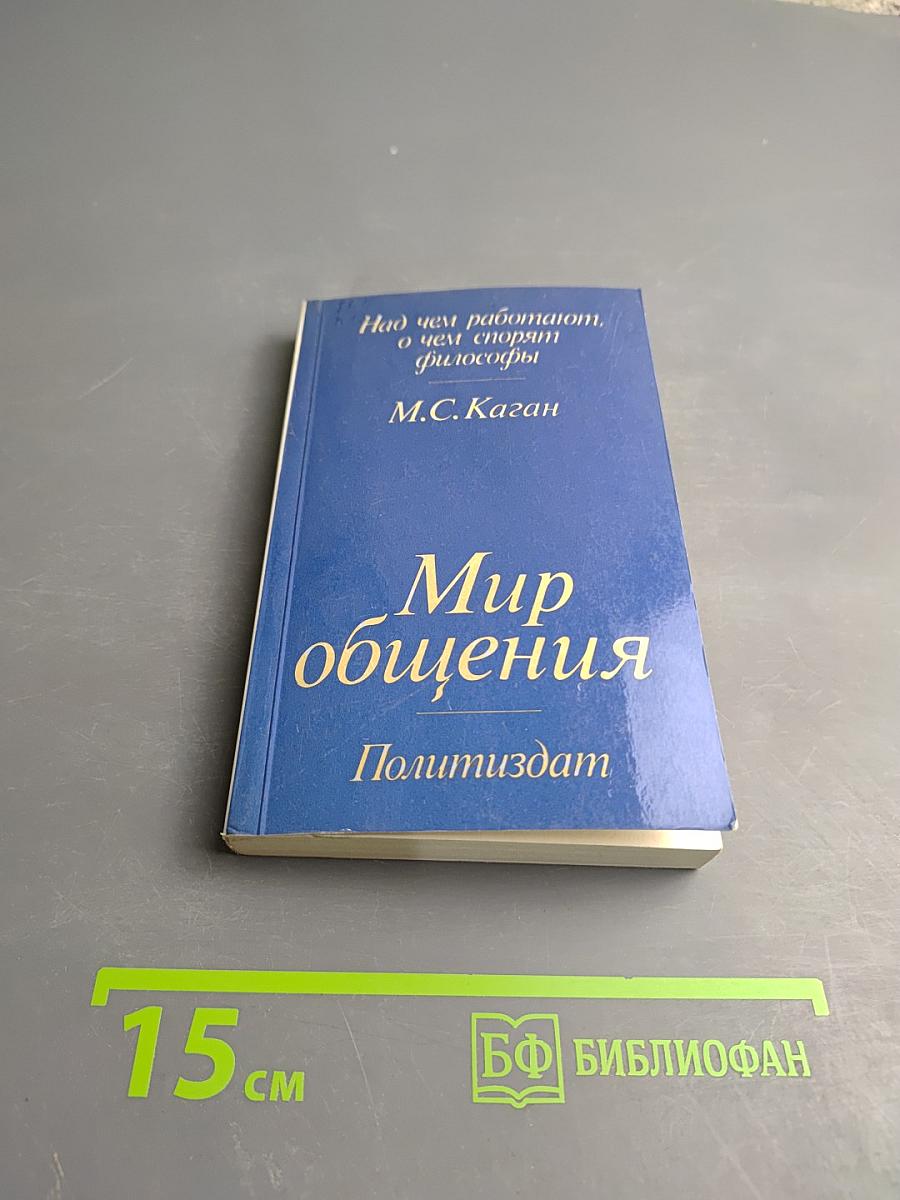 Над чем работают,
о чем спорят
философы
М.С.Каган
Мир
общения
Политиздат
15 см
БФ БИБЛИОФАН